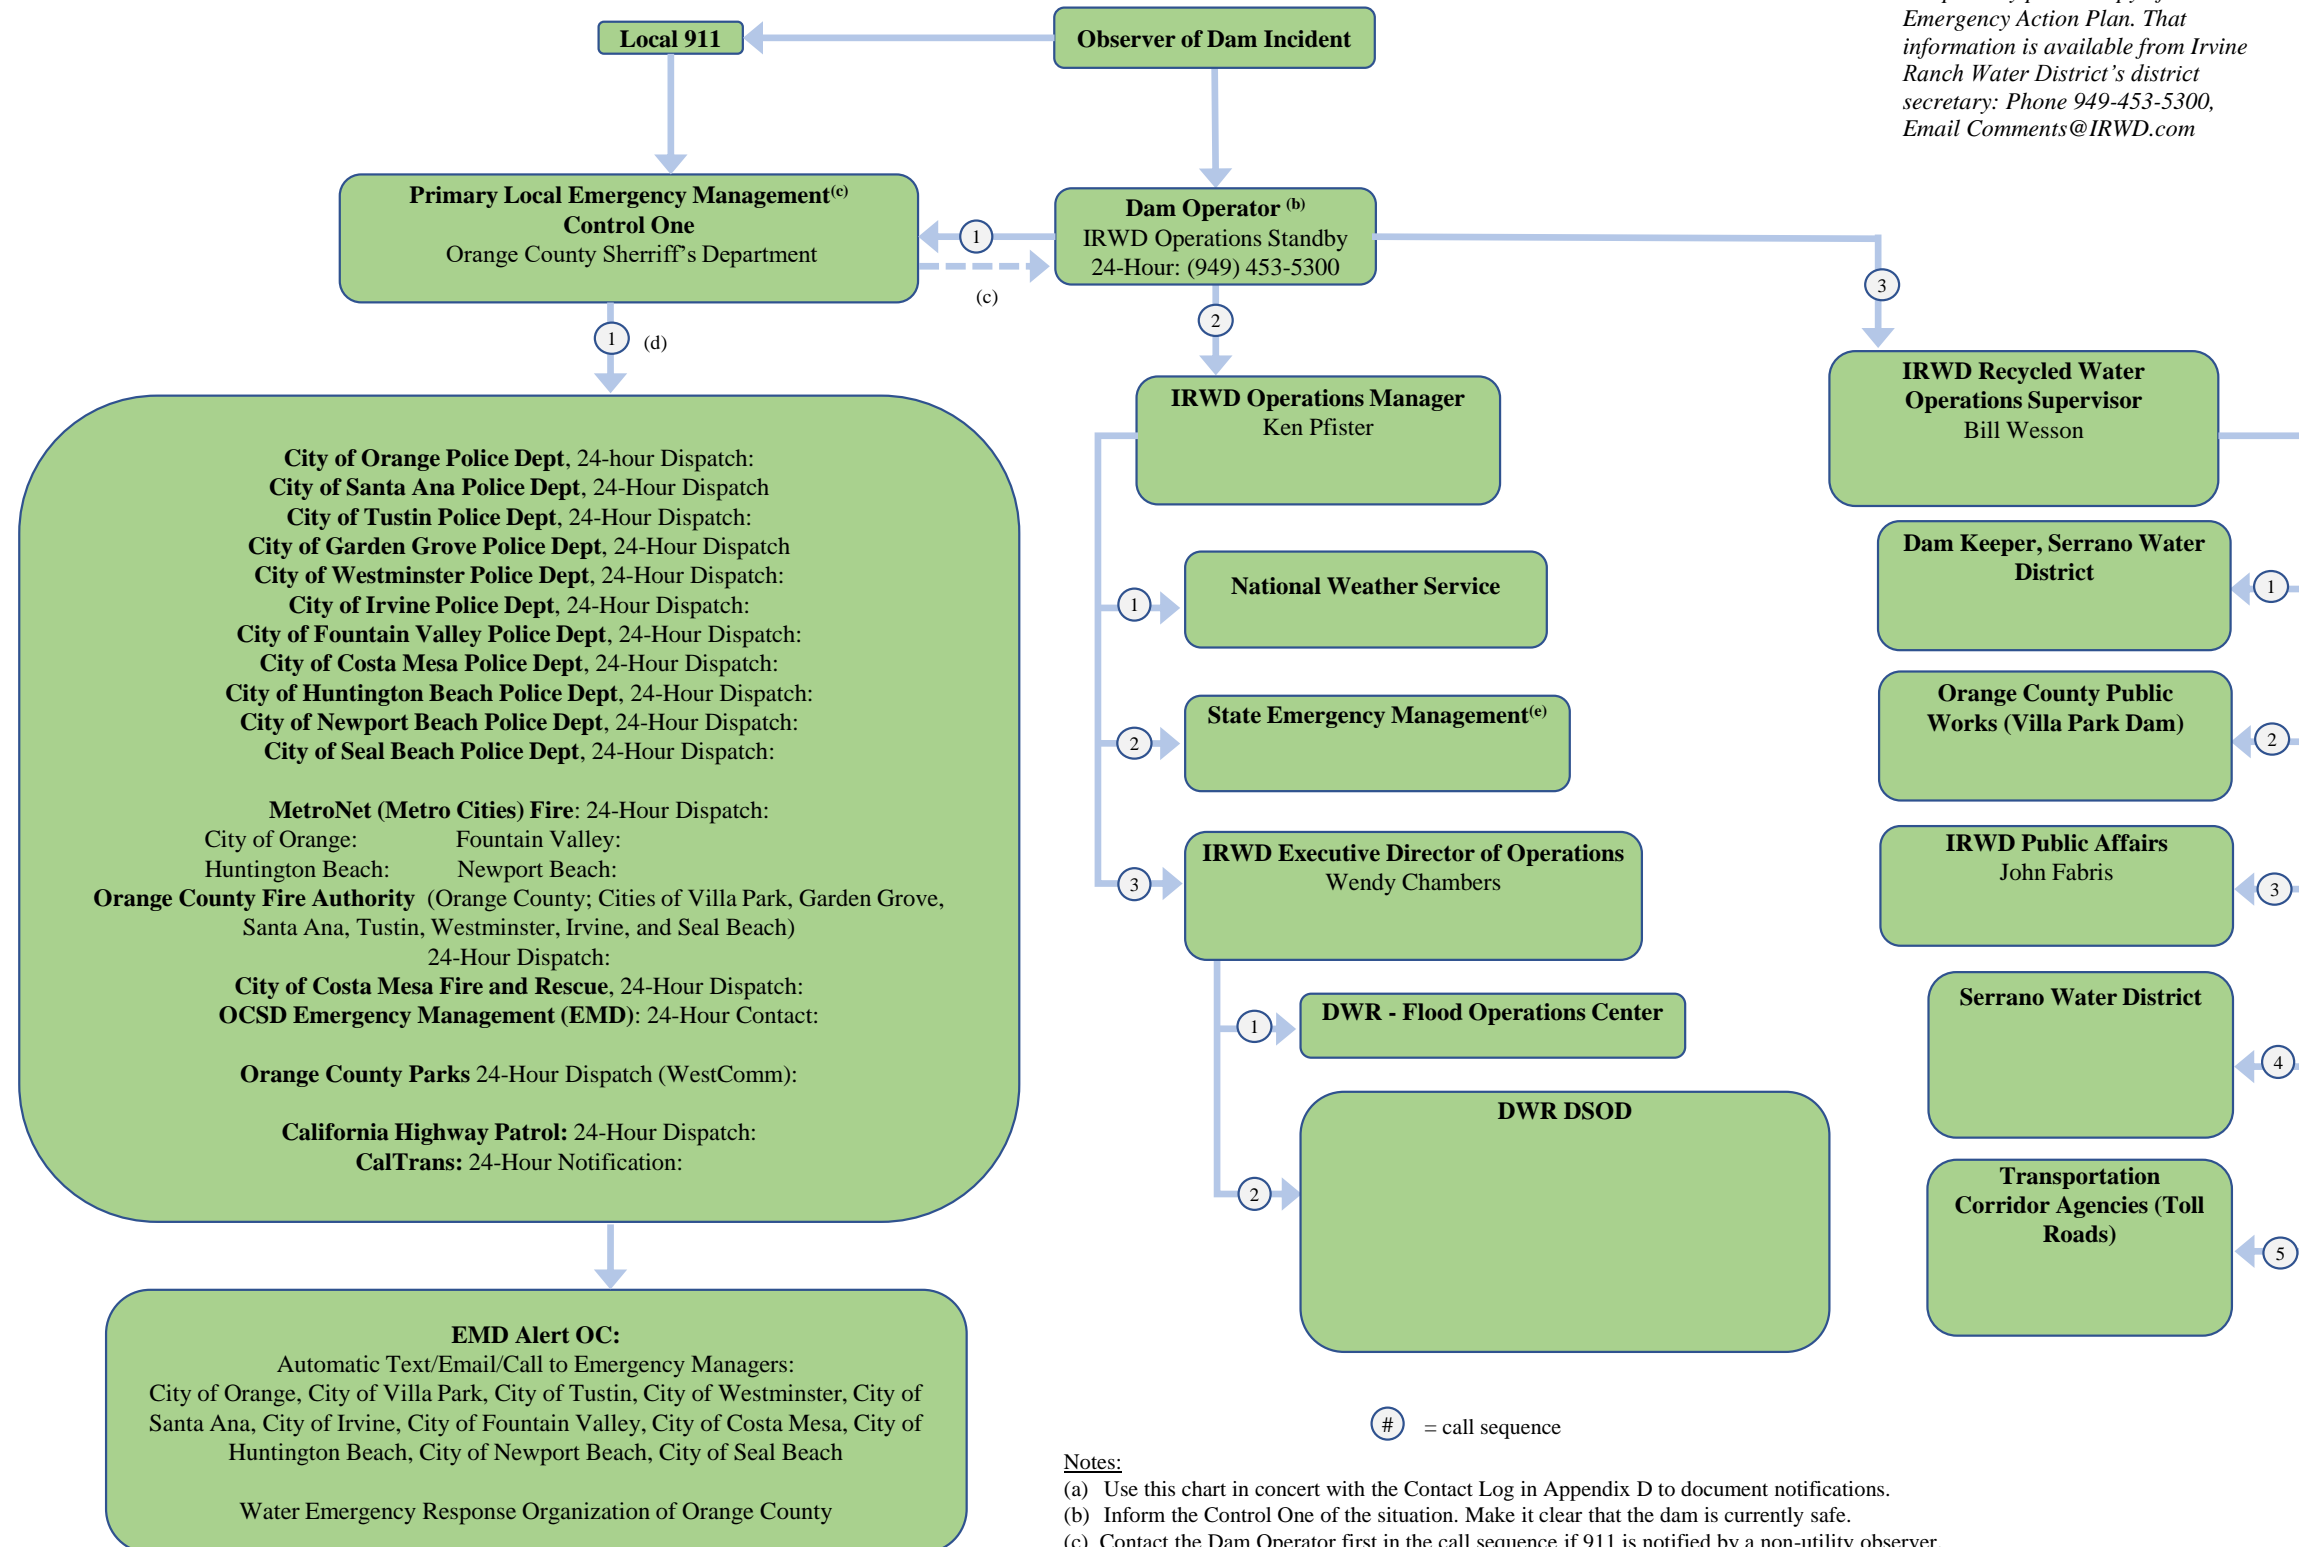 Emergency Action Plan. That
information is available from Irvine
Ranch Water District's district
secretary: Phone 949-453-5300,
Email Comments@IRWD.com
Local 911
Observer of Dam Incident
Primary Local Emergency Management(c)
Control One
Orange County Sherriff's Department
1
(c)
Dam Operator (b)
IRWD Operations Standby
24-Hour: (949) 453-5300
1 (d)
2
3
City of Orange Police Dept, 24-hour Dispatch:
City of Santa Ana Police Dept, 24-Hour Dispatch
City of Tustin Police Dept, 24-Hour Dispatch:
City of Garden Grove Police Dept, 24-Hour Dispatch
City of Westminster Police Dept, 24-Hour Dispatch:
City of Irvine Police Dept, 24-Hour Dispatch:
City of Fountain Valley Police Dept, 24-Hour Dispatch:
City of Costa Mesa Police Dept, 24-Hour Dispatch:
City of Huntington Beach Police Dept, 24-Hour Dispatch:
City of Newport Beach Police Dept, 24-Hour Dispatch:
City of Seal Beach Police Dept, 24-Hour Dispatch:
MetroNet (Metro Cities) Fire: 24-Hour Dispatch:
City of Orange: Fountain Valley:
Huntington Beach: Newport Beach:
Orange County Fire Authority (Orange County; Cities of Villa Park, Garden Grove,
Santa Ana, Tustin, Westminster, Irvine, and Seal Beach)
24-Hour Dispatch:
City of Costa Mesa Fire and Rescue, 24-Hour Dispatch:
OCSD Emergency Management (EMD): 24-Hour Contact:
Orange County Parks 24-Hour Dispatch (WestComm):
California Highway Patrol: 24-Hour Dispatch:
CalTrans: 24-Hour Notification:
EMD Alert OC:
Automatic Text/Email/Call to Emergency Managers:
City of Orange, City of Villa Park, City of Tustin, City of Westminster, City of
Santa Ana, City of Irvine, City of Fountain Valley, City of Costa Mesa, City of
Huntington Beach, City of Newport Beach, City of Seal Beach
Water Emergency Response Organization of Orange County
IRWD Operations Manager
Ken Pfister
1
National Weather Service
2
State Emergency Management(e)
3
IRWD Executive Director of Operations
Wendy Chambers
1
DWR - Flood Operations Center
2
DWR DSOD
IRWD Recycled Water
Operations Supervisor
Bill Wesson
Dam Keeper, Serrano Water
District
1
Orange County Public
Works (Villa Park Dam)
2
IRWD Public Affairs
John Fabris
3
Serrano Water District
4
Transportation
Corridor Agencies (Toll
Roads)
5
# = call sequence
Notes:
(a) Use this chart in concert with the Contact Log in Appendix D to document notifications.
(b) Inform the Control One of the situation. Make it clear that the dam is currently safe.
(c) Contact the Dam Operator first in the call sequence if 911 is notified by a non-utility observer.